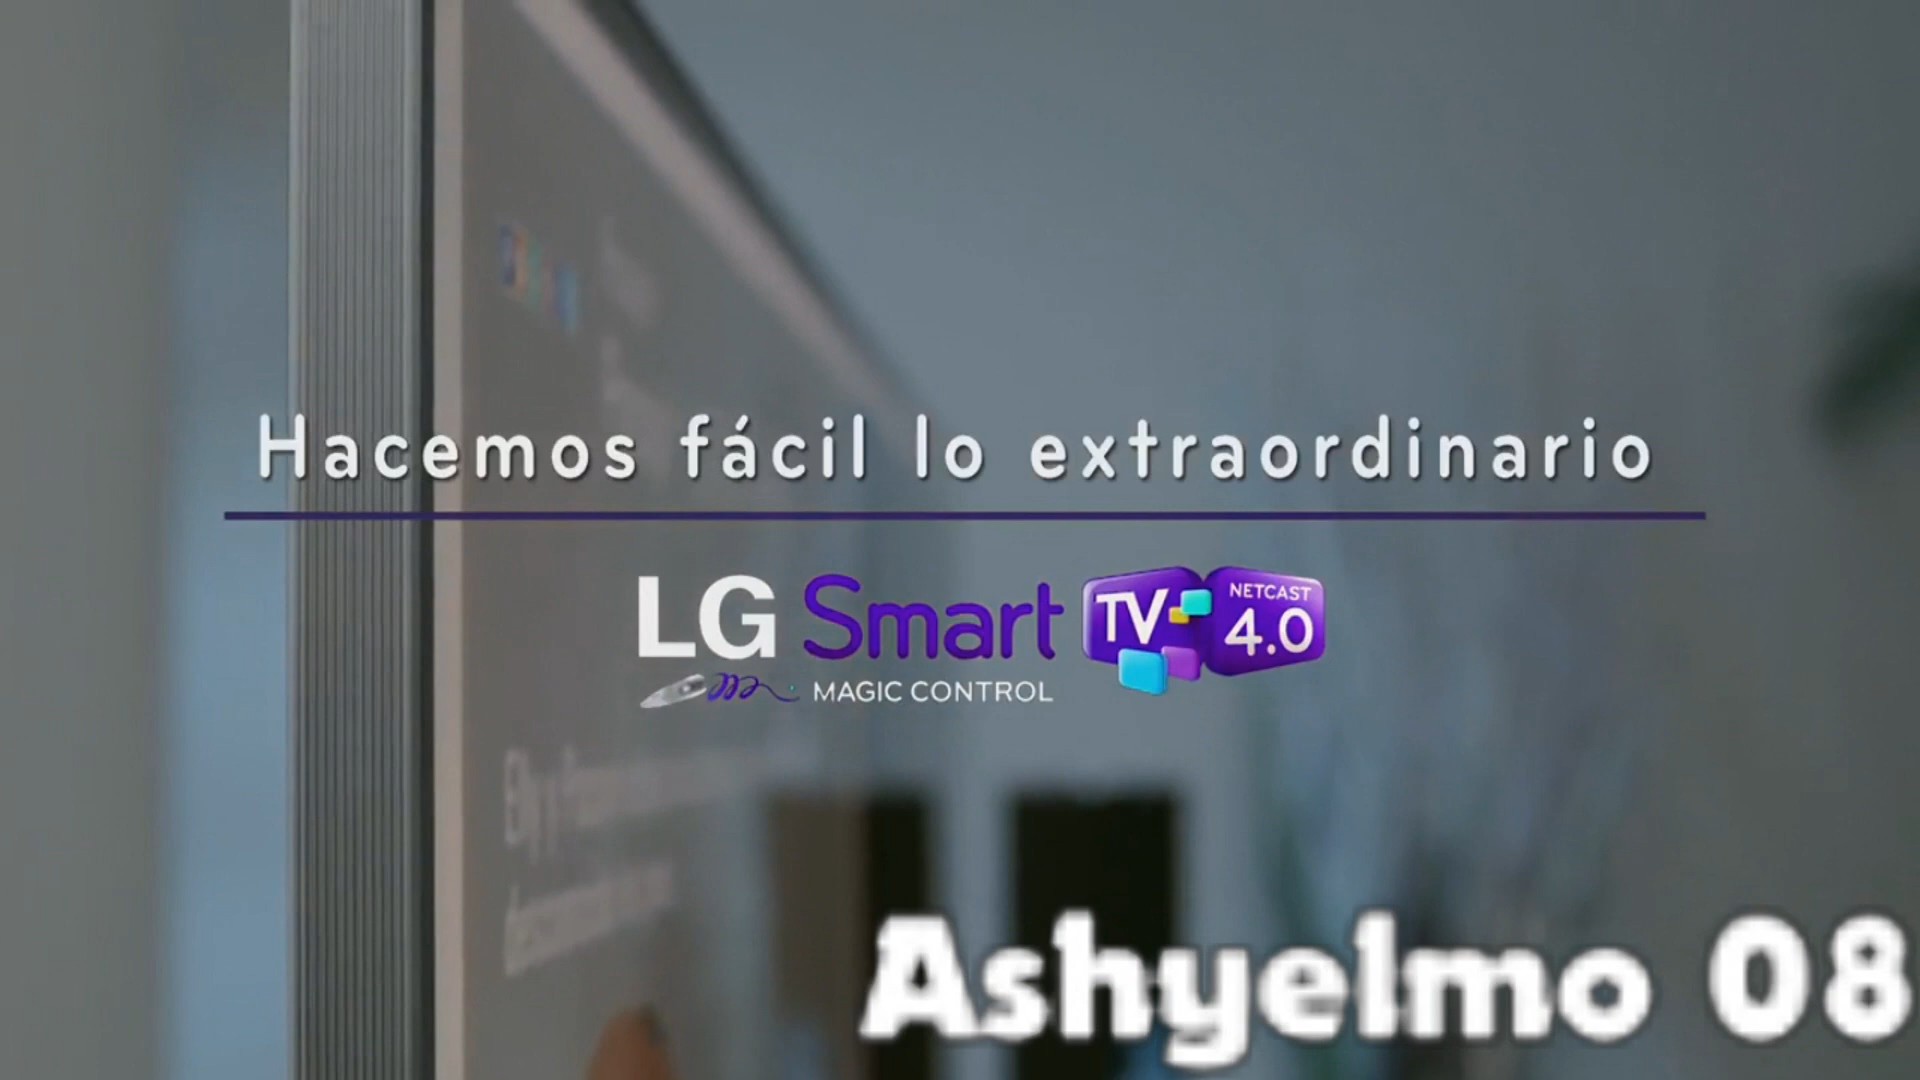 Hacemos fácil lo extraordinario
LG Smart TV NETCAST 4.0
MAGIC CONTROL
Ashyelmo 08